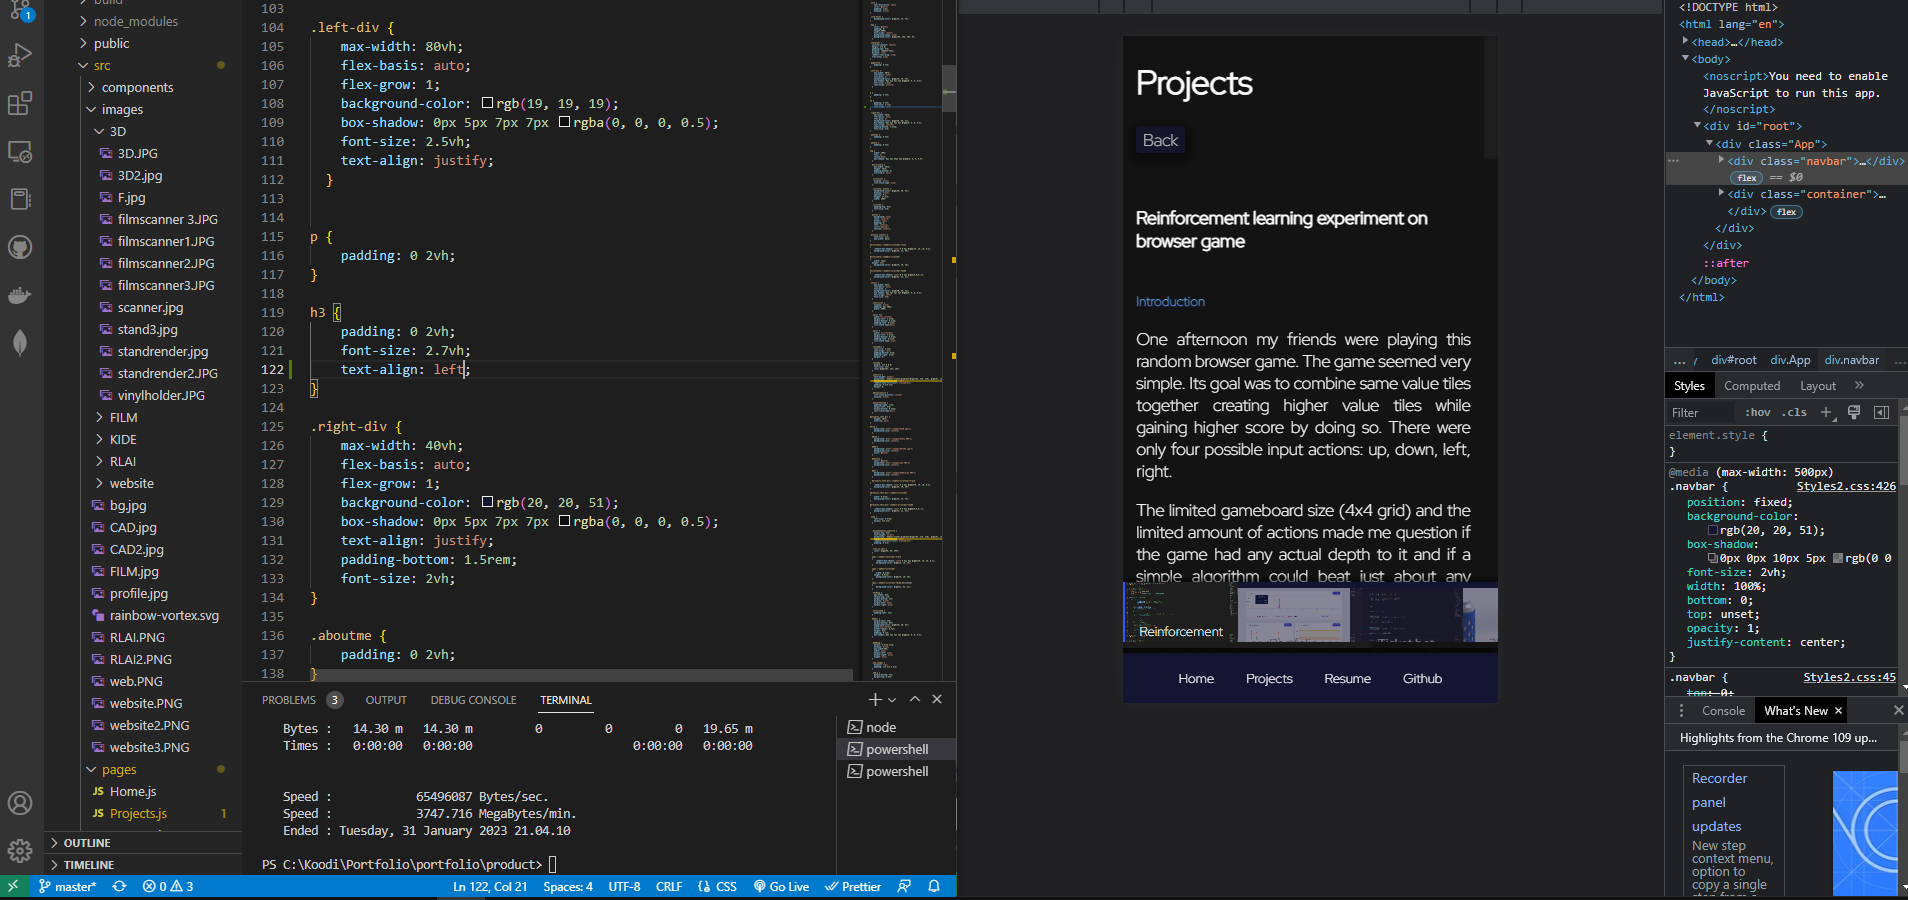 1
build
node_modules
public
src
components
images
3D
3D.JPG
3D2.jpg
F.jpg
filmscanner 3.JPG
filmscanner1.JPG
filmscanner2.JPG
filmscanner3.JPG
scanner.jpg
stand3.jpg
standrender.jpg
standrender2.JPG
vinylholder.JPG
FILM
KIDE
RLAI
website
bg.jpg
CAD.jpg
CAD2.jpg
FILM.jpg
profile.jpg
rainbow-vortex.svg
RLAI.PNG
RLAI2.PNG
web.PNG
website.PNG
website2.PNG
website3.PNG
pages
JS Home.js
JS Projects.js 1
OUTLINE
TIMELINE
103
104 .left-div {
105 max-width: 80vh;
106 flex-basis: auto;
107 flex-grow: 1;
108 background-color: rgb(19, 19, 19);
109 box-shadow: 0px 5px 7px 7px rgba(0, 0, 0, 0.5);
110 font-size: 2.5vh;
111 text-align: justify;
112 }
113
114
115 p {
116 padding: 0 2vh;
117 }
118
119 h3 {
120 padding: 0 2vh;
121 font-size: 2.7vh;
122 text-align: left;
123 }
124
125 .right-div {
126 max-width: 40vh;
127 flex-basis: auto;
128 flex-grow: 1;
129 background-color: rgb(20, 20, 51);
130 box-shadow: 0px 5px 7px 7px rgba(0, 0, 0, 0.5);
131 text-align: justify;
132 padding-bottom: 1.5rem;
133 font-size: 2vh;
134 }
135
136 .aboutme {
137 padding: 0 2vh;
138 }
PROBLEMS 3 OUTPUT DEBUG CONSOLE TERMINAL
Bytes : 14.30 m 14.30 m 0 0 0 19.65 m
Times : 0:00:00 0:00:00 0:00:00 0:00:00
Speed : 65496087 Bytes/sec.
Speed : 3747.716 MegaBytes/min.
Ended : Tuesday, 31 January 2023 21.04.10
PS C:\Koodi\Portfolio\portfolio\product>
node
powershell
powershell
master* 0 3 Ln 122, Col 21 Spaces: 4 UTF-8 CRLF CSS Go Live Prettier
Projects
Back
Reinforcement learning experiment on
browser game
Introduction
One afternoon my friends were playing this
random browser game. The game seemed very
simple. Its goal was to combine same value tiles
together creating higher value tiles while
gaining higher score by doing so. There were
only four possible input actions: up, down, left,
right.
The limited gameboard size (4x4 grid) and the
limited amount of actions made me question if
the game had any actual depth to it and if a
simple algorithm could beat just about any
Reinforcement
Home Projects Resume Github
<!DOCTYPE html>
<html lang="en">
<head>…</head>
<body>
<noscript>You need to enable
JavaScript to run this app.
</noscript>
<div id="root">
<div class="App">
<div class="navbar">…</div>
flex == $0
<div class="container">…
</div> flex
</div>
</div>
::after
</body>
</html>
… / div#root div.App div.navbar …
Styles Computed Layout »
Filter :hov .cls +
element.style {
}
@media (max-width: 500px)
.navbar { Styles2.css:426
position: fixed;
background-color:
rgb(20, 20, 51);
box-shadow:
0px 0px 10px 5px rgb(0 0
font-size: 2vh;
width: 100%;
bottom: 0;
top: unset;
opacity: 1;
justify-content: center;
}
.navbar { Styles2.css:45
top: 0;
Console What's New ×
Highlights from the Chrome 109 up...
Recorder
panel
updates
New step
context menu,
option to
copy a single